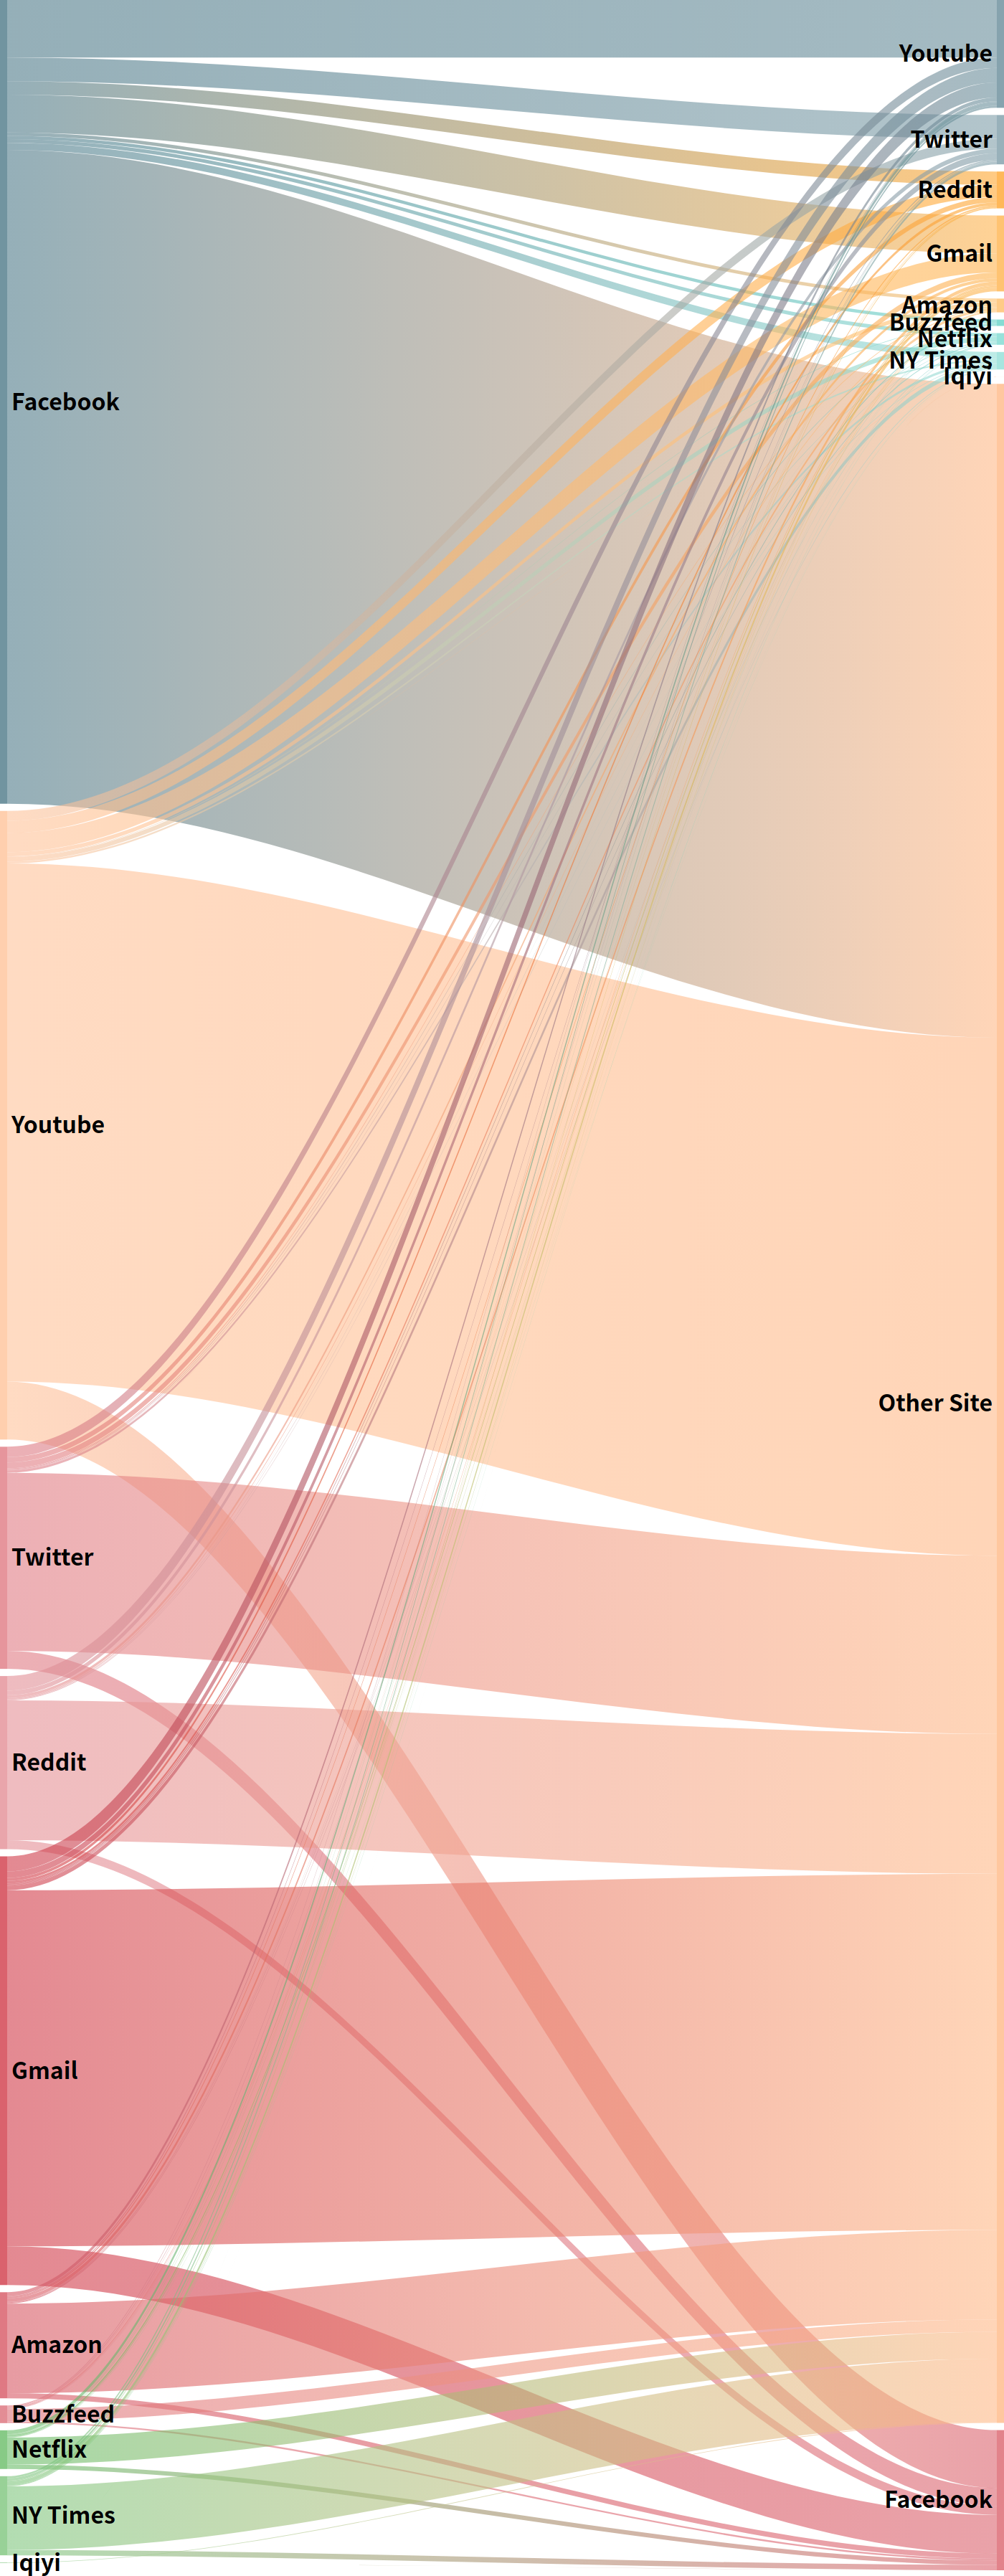 Youtube
Twitter
Reddit
Gmail
Amazon
Buzzfeed
Netflix
NY Times
Iqiyi
Facebook
Youtube
Other Site
Twitter
Reddit
Gmail
Amazon
Buzzfeed
Netflix
Facebook
NY Times
Iqiyi